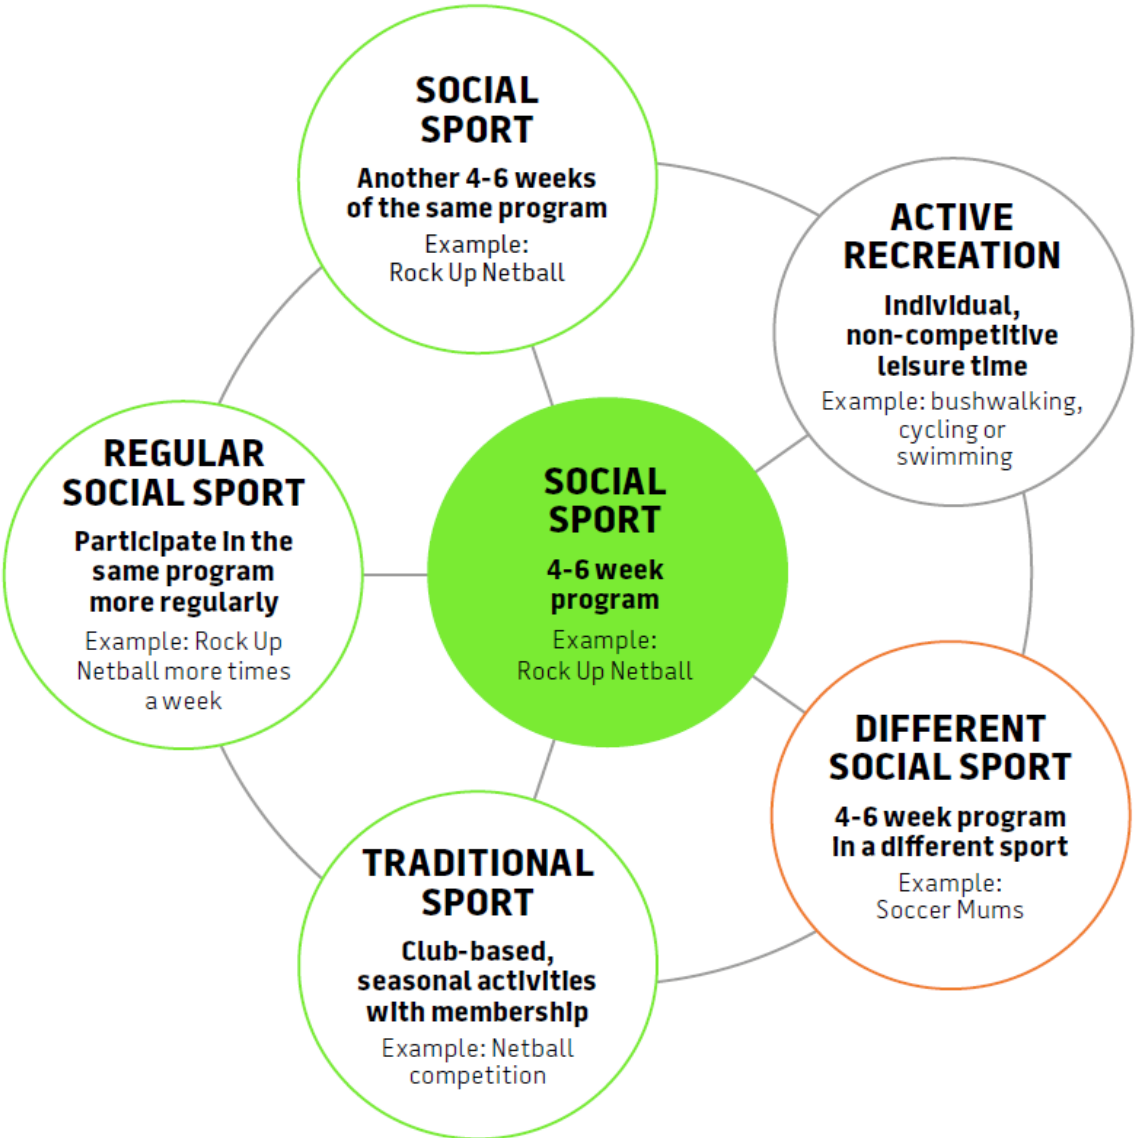 SOCIAL
SPORT
Another 4-6 weeks
of the same program
Example:
Rock Up Netball
ACTIVE
RECREATION
Individual,
non-competitive
leisure time
Example: bushwalking,
cycling or
swimming
REGULAR
SOCIAL SPORT
Participate in the
same program
more regularly
Example: Rock Up
Netball more times
a week
SOCIAL
SPORT
4-6 week
program
Example:
Rock Up Netball
DIFFERENT
SOCIAL SPORT
4-6 week program
in a different sport
Example:
Soccer Mums
TRADITIONAL
SPORT
Club-based,
seasonal activities
with membership
Example: Netball
competition